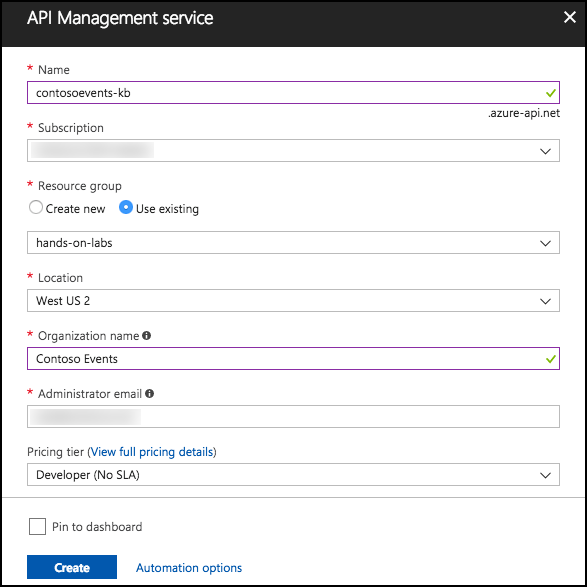 API Management service
* Name
contosoevents-kb
.azure-api.net
* Subscription
* Resource group
Create new Use existing
hands-on-labs
* Location
West US 2
* Organization name
Contoso Events
* Administrator email
Pricing tier (View full pricing details)
Developer (No SLA)
Pin to dashboard
Create Automation options